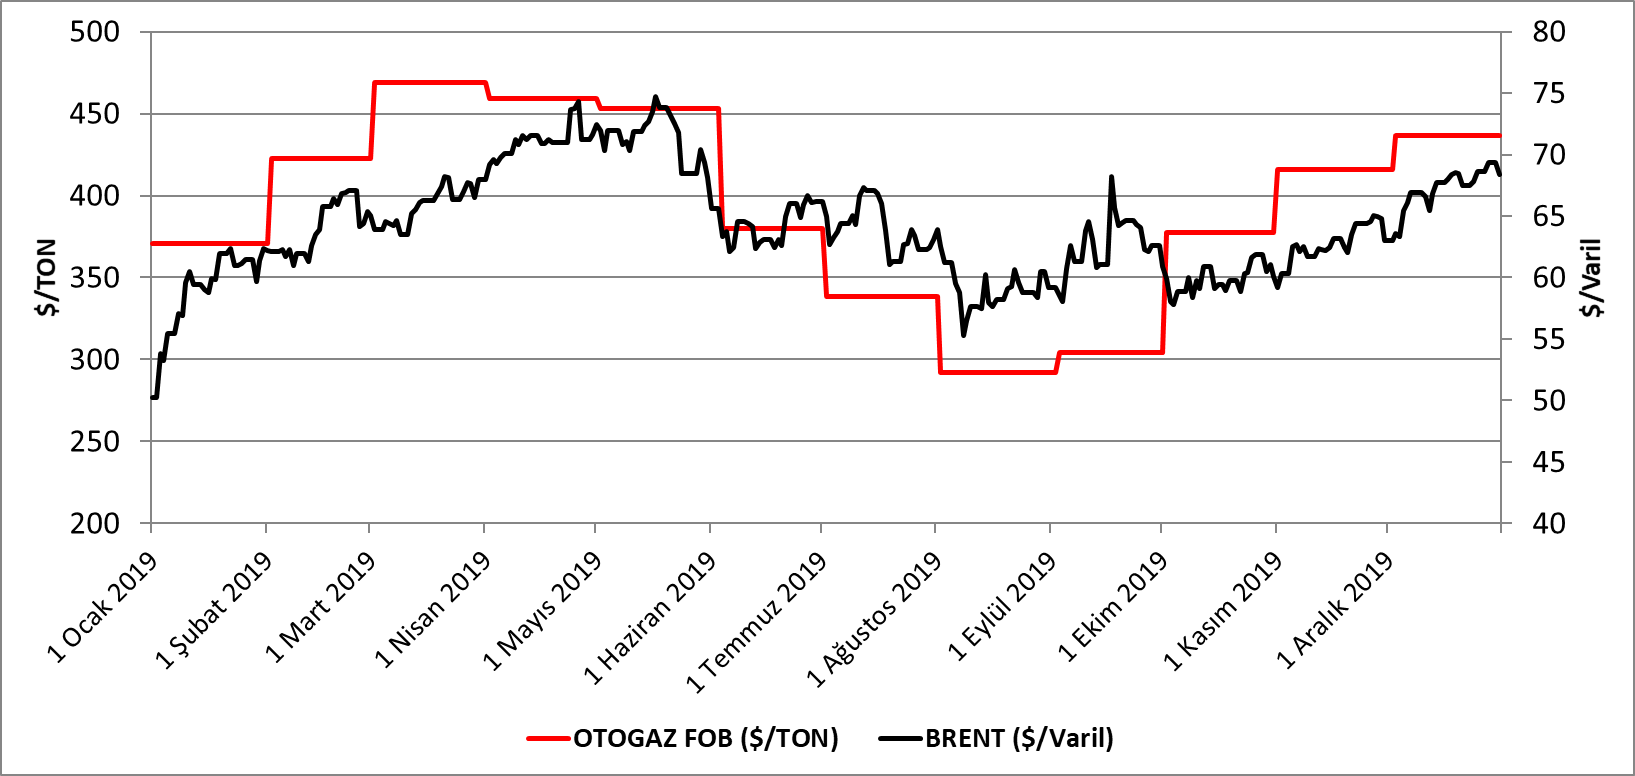 500
450
400
350
300
250
200
$/TON
80
75
70
65
60
55
50
45
40
$/Varil
1 Ocak 2019
1 Şubat 2019
1 Mart 2019
1 Nisan 2019
1 Mayıs 2019
1 Haziran 2019
1 Temmuz 2019
1 Ağustos 2019
1 Eylül 2019
1 Ekim 2019
1 Kasım 2019
1 Aralık 2019
OTOGAZ FOB ($/TON)
BRENT ($/Varil)